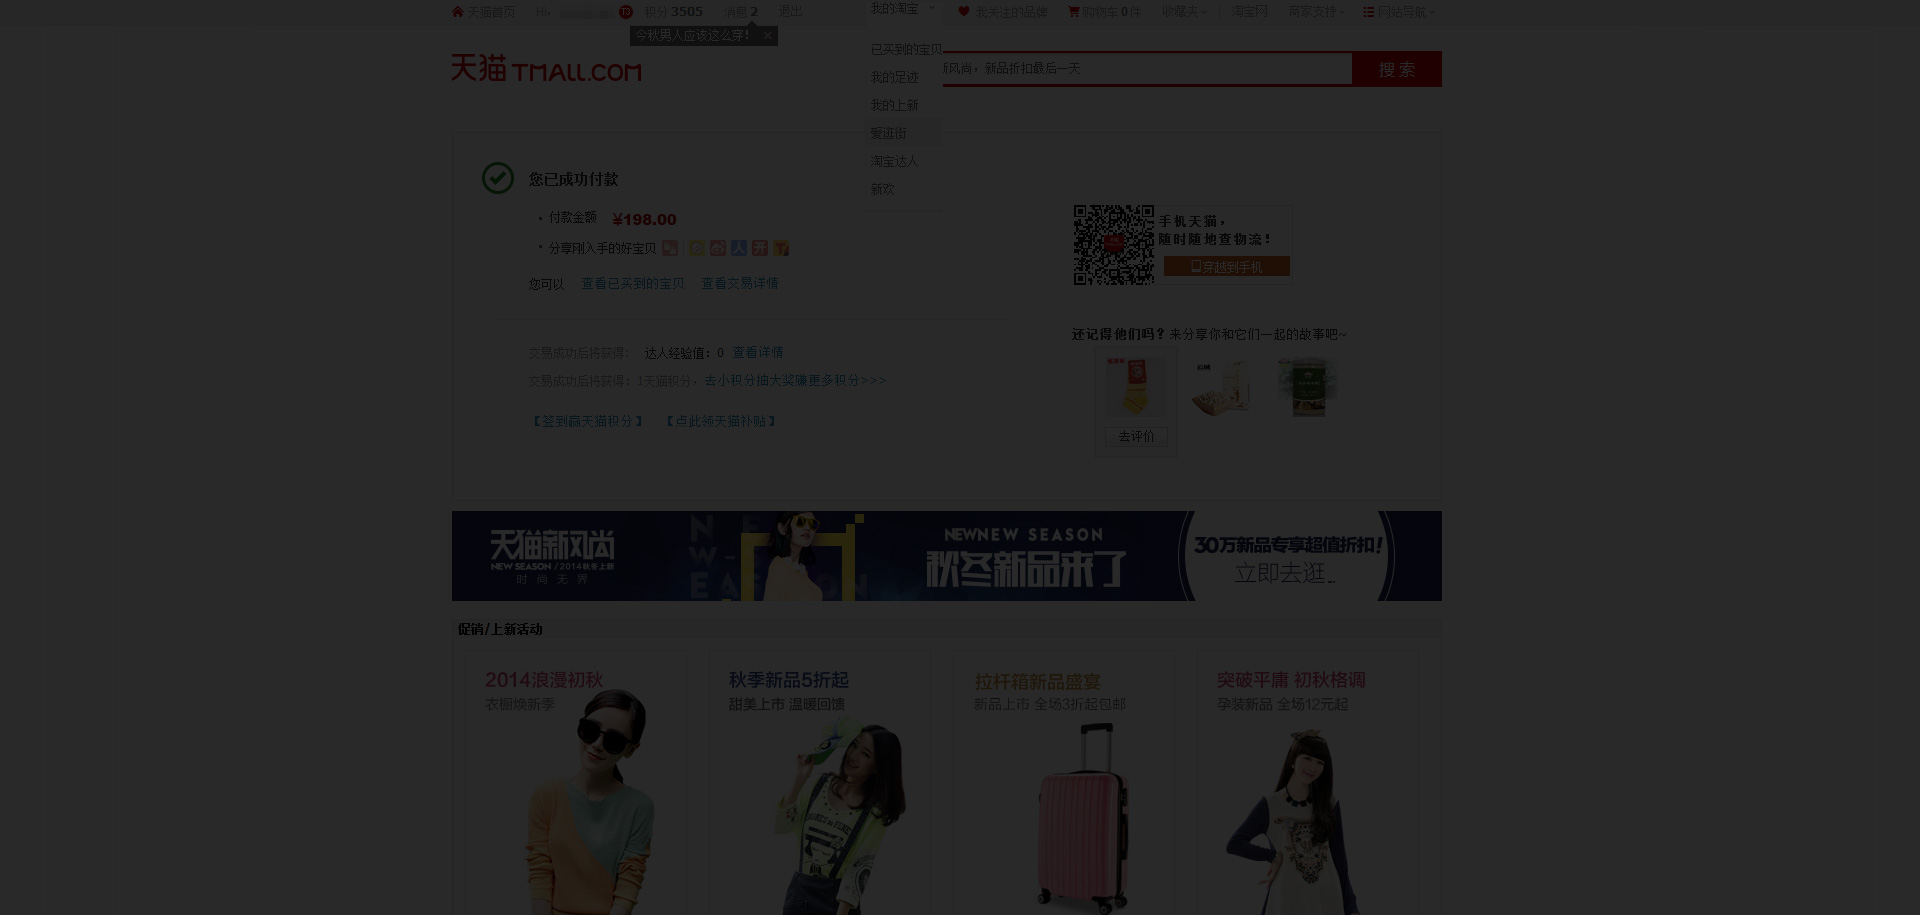 天猫首页 Hi, T3 积分 3505 消息 2 退出 我的淘宝 我关注的品牌 购物车 0 件 收藏夹 淘宝网 商家支持 网站导航
今秋男人应该这么穿! ×
已买到的宝贝
我的足迹
我的上新
爱逛街
淘宝达人
新欢
天猫 TMALL.COM
新风尚，新品折扣最后一天
搜索
您已成功付款
付款金额 ¥198.00
分享刚入手的好宝贝
您可以 查看已买到的宝贝 查看交易详情
交易成功后将获得: 达人经验值: 0 查看详情
交易成功后将获得: 1天猫积分, 去小积分抽大奖赚更多积分>>>
【签到赢天猫积分】 【点此领天猫补贴】
手机天猫，
随时随地查物流!
穿越到手机
还记得他们吗? 来分享你和它们一起的故事吧~
去评价
天猫新风尚
NEW SEASON /2014秋冬上新
时尚无界
NEWNEW SEASON
秋冬新品来了
30万新品专享超值折扣!
立即去逛
促销/上新活动
2014浪漫初秋
衣橱焕新季
秋季新品5折起
甜美上市 温暖回馈
拉杆箱新品盛宴
新品上市 全场3折起包邮
突破平庸 初秋格调
孕装新品 全场12元起